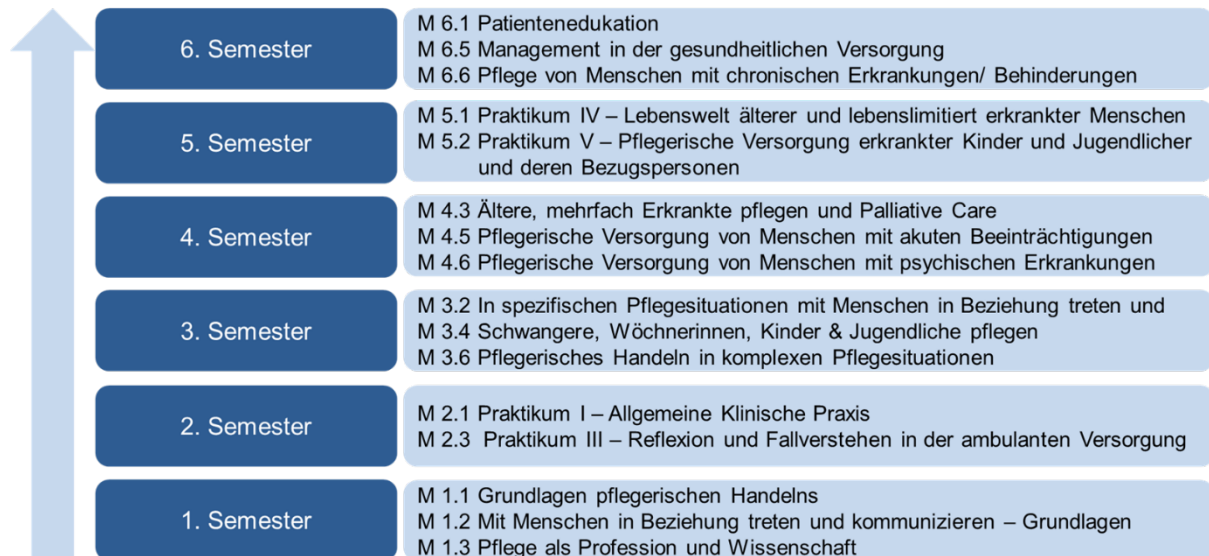 6. Semester
M 6.1 Patientenedukation
M 6.5 Management in der gesundheitlichen Versorgung
M 6.6 Pflege von Menschen mit chronischen Erkrankungen/ Behinderungen
5. Semester
M 5.1 Praktikum IV – Lebenswelt älterer und lebenslimitiert erkrankter Menschen
M 5.2 Praktikum V – Pflegerische Versorgung erkrankter Kinder und Jugendlicher
und deren Bezugspersonen
4. Semester
M 4.3 Ältere, mehrfach Erkrankte pflegen und Palliative Care
M 4.5 Pflegerische Versorgung von Menschen mit akuten Beeinträchtigungen
M 4.6 Pflegerische Versorgung von Menschen mit psychischen Erkrankungen
3. Semester
M 3.2 In spezifischen Pflegesituationen mit Menschen in Beziehung treten und
M 3.4 Schwangere, Wöchnerinnen, Kinder & Jugendliche pflegen
M 3.6 Pflegerisches Handeln in komplexen Pflegesituationen
2. Semester
M 2.1 Praktikum I – Allgemeine Klinische Praxis
M 2.3 Praktikum III – Reflexion und Fallverstehen in der ambulanten Versorgung
1. Semester
M 1.1 Grundlagen pflegerischen Handelns
M 1.2 Mit Menschen in Beziehung treten und kommunizieren – Grundlagen
M 1.3 Pflege als Profession und Wissenschaft